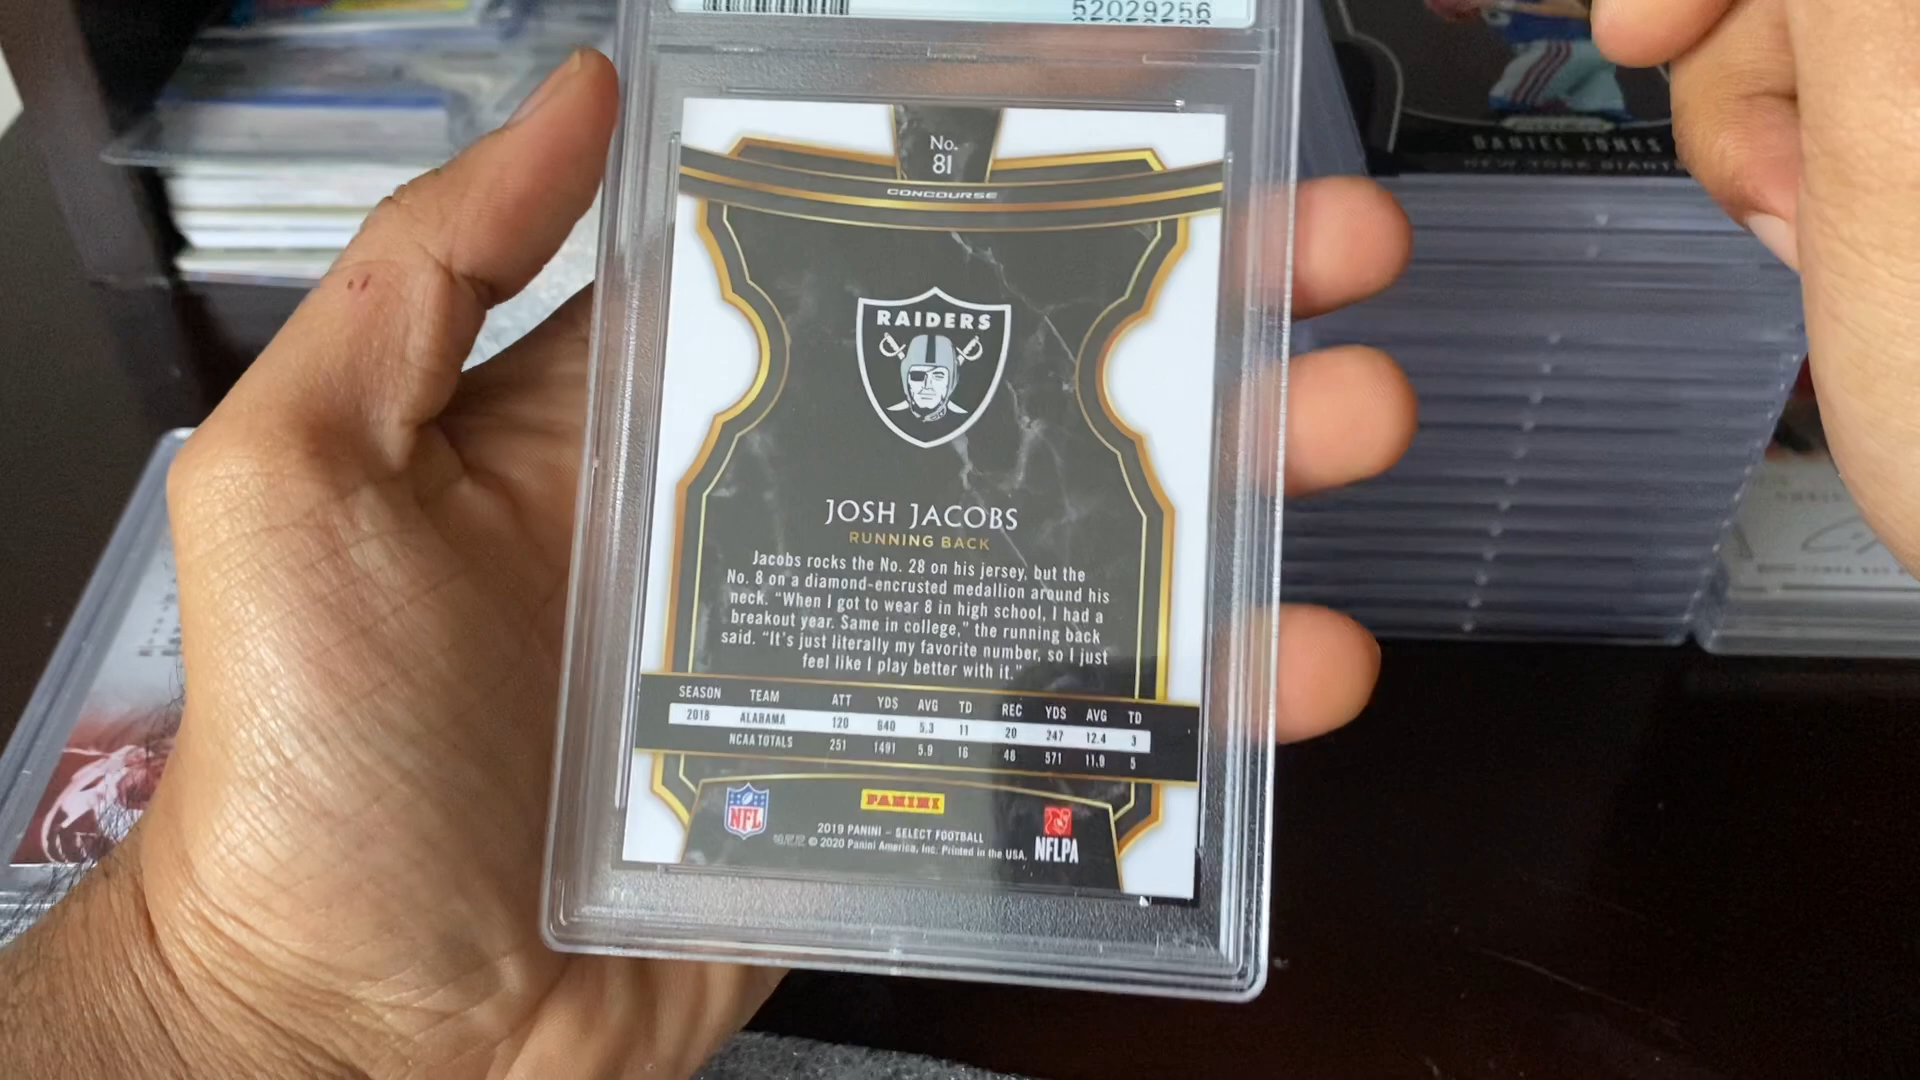 52029256
DANIEL JONES
NEW YORK GIANTS
No.
81
CONCOURSE
RAIDERS
JOSH JACOBS
RUNNING BACK
Jacobs rocks the No. 28 on his jersey, but the
No. 8 on a diamond-encrusted medallion around his
neck. “When I got to wear 8 in high school, I had a
breakout year. Same in college,” the running back
said. “It's just literally my favorite number, so I just
feel like I play better with it.”
SEASON TEAM ATT YDS AVG TD REC YDS AVG TD
2018 ALABAMA 120 640 5.3 11 20 247 12.4 3
NCAA TOTALS 251 1491 5.9 16 48 571 11.9 5
NFL
PANINI
2019 PANINI – SELECT FOOTBALL
© 2020 Panini America, Inc. Printed in the USA.
NFLPA